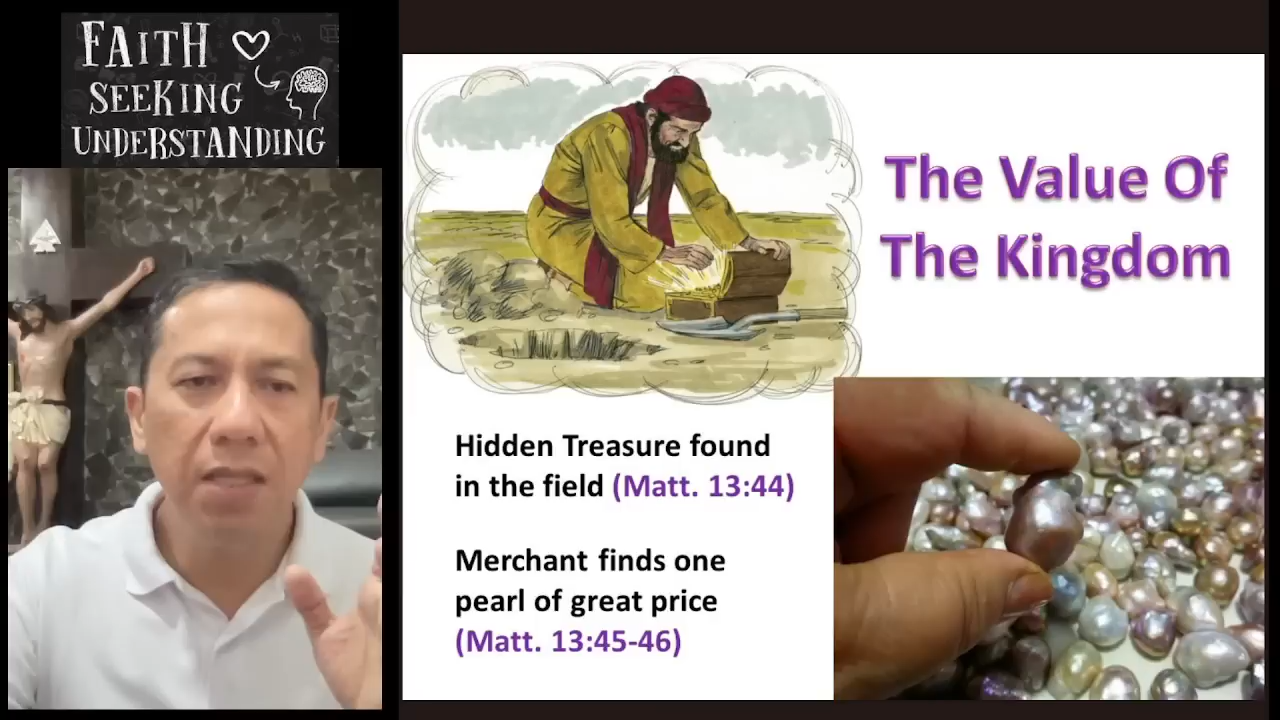 FAITH
SEEKING
UNDERSTANDING
The Value Of
The Kingdom
Hidden Treasure found
in the field (Matt. 13:44)
Merchant finds one
pearl of great price
(Matt. 13:45-46)